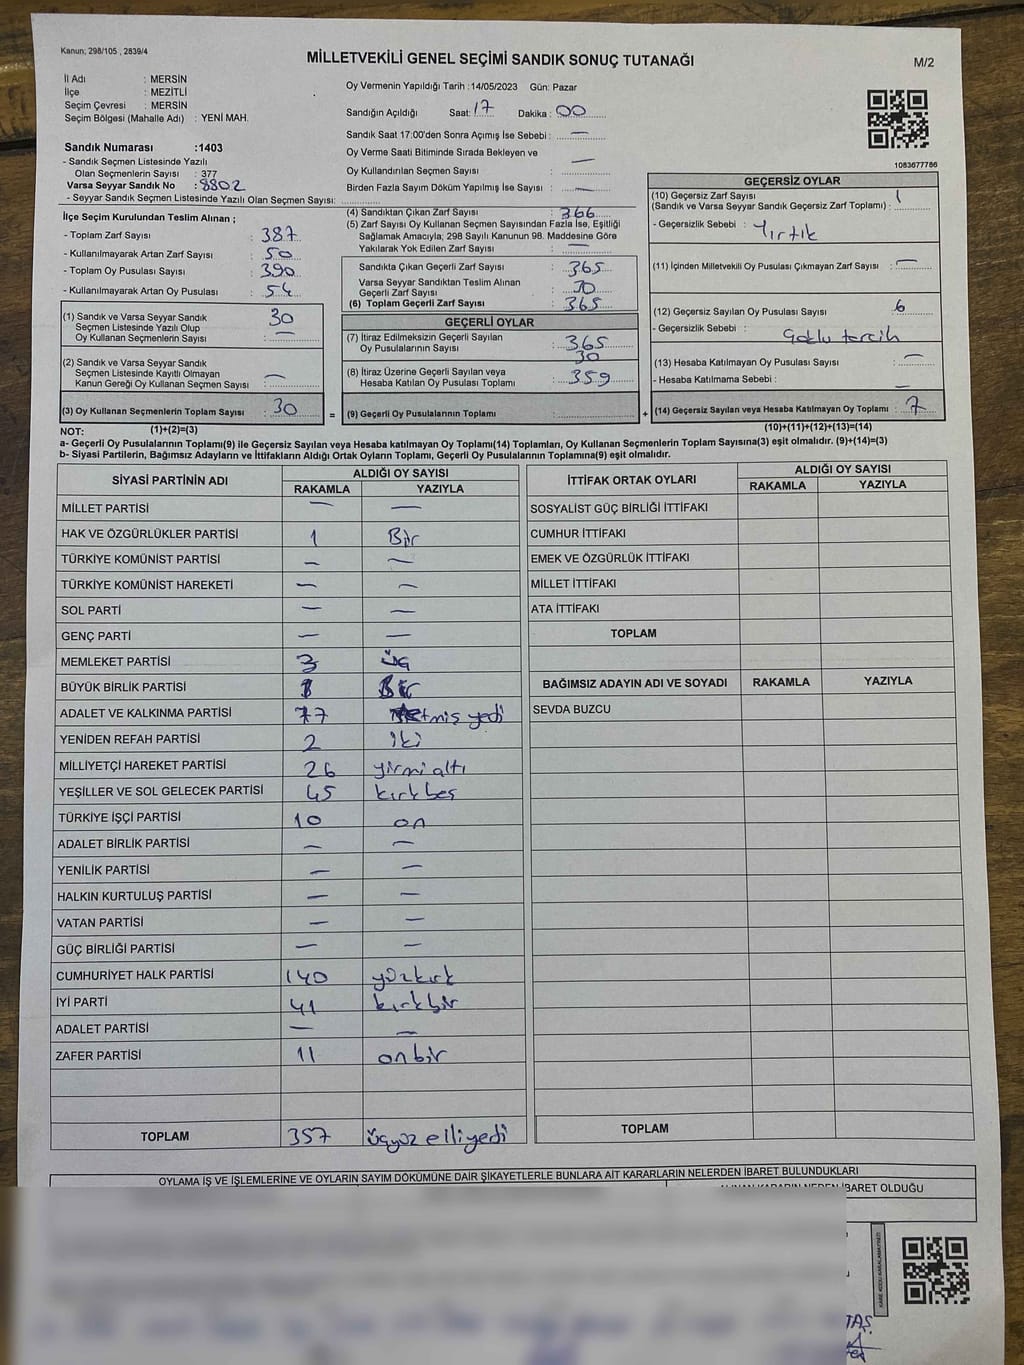 Kanun; 298/105 , 2839/4
MİLLETVEKİLİ GENEL SEÇİMİ SANDIK SONUÇ TUTANAĞI
M/2
İl Adı : MERSİN
İlçe : MEZİTLİ
Seçim Çevresi : MERSİN
Seçim Bölgesi (Mahalle Adı) : YENİ MAH.
Sandık Numarası :1403
- Sandık Seçmen Listesinde Yazılı
Olan Seçmenlerin Sayısı : 377
Varsa Seyyar Sandık No : 8802
- Seyyar Sandık Seçmen Listesinde Yazılı Olan Seçmen Sayısı:
Oy Vermenin Yapıldığı Tarih :14/05/2023 Gün: Pazar
Sandığın Açıldığı Saat: 17 Dakika : 00
Sandık Saat 17:00'den Sonra Açımış İse Sebebi : —
Oy Verme Saati Bitiminde Sırada Bekleyen ve
Oy Kullandırılan Seçmen Sayısı : —
Birden Fazla Sayım Döküm Yapılmış İse Sayısı : —
1083677786
İlçe Seçim Kurulundan Teslim Alınan ;
- Toplam Zarf Sayısı : 387
- Kullanılmayarak Artan Zarf Sayısı : 50
- Toplam Oy Pusulası Sayısı : 390
- Kullanılmayarak Artan Oy Pusulası : 54
(1) Sandık ve Varsa Seyyar Sandık
Seçmen Listesinde Yazılı Olup
Oy Kullanan Seçmenlerin Sayısı : 30 —
(2) Sandık ve Varsa Seyyar Sandık
Seçmen Listesinde Kayıtlı Olmayan
Kanun Gereği Oy Kullanan Seçmen Sayısı : —
(3) Oy Kullanan Seçmenlerin Toplam Sayısı : 30 =
(4) Sandıktan Çıkan Zarf Sayısı : 366
(5) Zarf Sayısı Oy Kullanan Seçmen Sayısından Fazla İse, Eşitliği
Sağlamak Amacıyla; 298 Sayılı Kanunun 98. Maddesine Göre
Yakılarak Yok Edilen Zarf Sayısı : —
Sandıkta Çıkan Geçerli Zarf Sayısı : 365
Varsa Seyyar Sandıktan Teslim Alınan
Geçerli Zarf Sayısı : 30
(6) Toplam Geçerli Zarf Sayısı : 365
GEÇERLİ OYLAR
(7) İtiraz Edilmeksizin Geçerli Sayılan
Oy Pusulalarının Sayısı : 365
30
(8) İtiraz Üzerine Geçerli Sayılan veya
Hesaba Katılan Oy Pusulası Toplamı : 359
(9) Geçerli Oy Pusulalarının Toplamı : +
GEÇERSİZ OYLAR
(10) Geçersiz Zarf Sayısı
(Sandık ve Varsa Seyyar Sandık Geçersiz Zarf Toplamı) : 1
- Geçersizlik Sebebi : Yırtık
(11) İçinden Milletvekili Oy Pusulası Çıkmayan Zarf Sayısı : —
(12) Geçersiz Sayılan Oy Pusulası Sayısı : 6
- Geçersizlik Sebebi : Çoklu tercih
(13) Hesaba Katılmayan Oy Pusulası Sayısı : —
- Hesaba Katılmama Sebebi : —
(14) Geçersiz Sayılan veya Hesaba Katılmayan Oy Toplamı : 7
NOT: (1)+(2)=(3) (10)+(11)+(12)+(13)=(14)
a- Geçerli Oy Pusulalarının Toplamı(9) ile Geçersiz Sayılan veya Hesaba katılmayan Oy Toplamı(14) Toplamları, Oy Kullanan Seçmenlerin Toplam Sayısına(3) eşit olmalıdır. (9)+(14)=(3)
b- Siyasi Partilerin, Bağımsız Adayların ve İttifakların Aldığı Ortak Oyların Toplamı, Geçerli Oy Pusulalarının Toplamına(9) eşit olmalıdır.
SİYASİ PARTİNİN ADI ALDIĞI OY SAYISI
RAKAMLA YAZIYLA
MİLLET PARTİSİ — —
HAK VE ÖZGÜRLÜKLER PARTİSİ 1 Bir
TÜRKİYE KOMÜNİST PARTİSİ — —
TÜRKİYE KOMÜNİST HAREKETİ — —
SOL PARTİ — —
GENÇ PARTİ — —
MEMLEKET PARTİSİ 3 üç
BÜYÜK BİRLİK PARTİSİ 1 Bir
ADALET VE KALKINMA PARTİSİ 77 Yetmiş yedi
YENİDEN REFAH PARTİSİ 2 iki
MİLLİYETÇİ HAREKET PARTİSİ 26 yirmi altı
YEŞİLLER VE SOL GELECEK PARTİSİ 45 kırkbeş
TÜRKİYE İŞÇİ PARTİSİ 10 on
ADALET BİRLİK PARTİSİ — —
YENİLİK PARTİSİ — —
HALKIN KURTULUŞ PARTİSİ — —
VATAN PARTİSİ — —
GÜÇ BİRLİĞİ PARTİSİ — —
CUMHURİYET HALK PARTİSİ 140 yüzkırk
İYİ PARTİ 41 kırkbir
ADALET PARTİSİ — —
ZAFER PARTİSİ 11 onbir
TOPLAM 357 üçyüz elliyedi
İTTİFAK ORTAK OYLARI ALDIĞI OY SAYISI
RAKAMLA YAZIYLA
SOSYALİST GÜÇ BİRLİĞİ İTTİFAKI
CUMHUR İTTİFAKI
EMEK VE ÖZGÜRLÜK İTTİFAKI
MİLLET İTTİFAKI
ATA İTTİFAKI
TOPLAM
BAĞIMSIZ ADAYIN ADI VE SOYADI RAKAMLA YAZIYLA
SEVDA BUZCU
TOPLAM
OYLAMA İŞ VE İŞLEMLERİNE VE OYLARIN SAYIM DÖKÜMÜNE DAİR ŞİKAYETLERLE BUNLARA AİT KARARLARIN NELERDEN İBARET BULUNDUKLARI
İBARET OLDUĞU
TAŞ